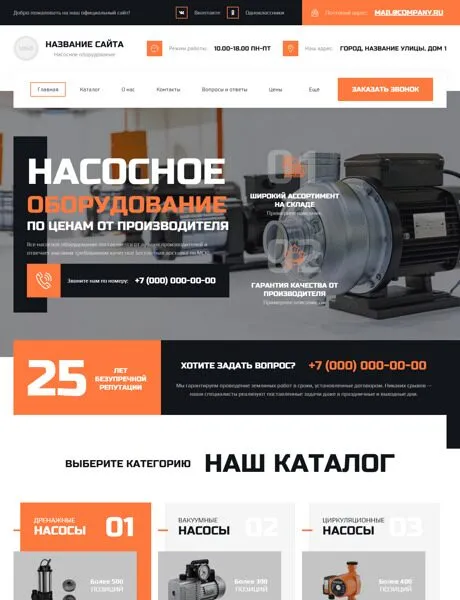 Добро пожаловать на наш официальный сайт!
Вконтакте
Одноклассники
Почтовый адрес:
MAIL@COMPANY.RU
НАЗВАНИЕ САЙТА
Насосное оборудование
Режим работы:
10.00-18.00 ПН-ПТ
Наш адрес:
ГОРОД, НАЗВАНИЕ УЛИЦЫ, ДОМ 1
Главная
Каталог
О нас
Контакты
Вопросы и ответы
Цены
Ещё
ЗАКАЗАТЬ ЗВОНОК
НАСОСНОЕ
ОБОРУДОВАНИЕ
ПО ЦЕНАМ ОТ ПРОИЗВОДИТЕЛЯ
Все насосное оборудование поставляется от лучших производителей и
отвечает высоким требованиям качества! Бесплатная доставка по МСК!
Звоните нам по номеру:
+7 (000) 000-00-00
01
ШИРОКИЙ АССОРТИМЕНТ
НА СКЛАДЕ
Примерное описание
02
ГАРАНТИЯ КАЧЕСТВА ОТ
ПРОИЗВОДИТЕЛЯ
Примерное описание
25
ЛЕТ
БЕЗУПРЕЧНОЙ
РЕПУТАЦИИ
ХОТИТЕ ЗАДАТЬ ВОПРОС?
+7 (000) 000-00-00
Мы гарантируем проведение земляных работ в сроки, установленные договором. Никаких срывов —
наши специалисты реализуют поставленные задачи даже в праздничные и выходные дни.
ВЫБЕРИТЕ КАТЕГОРИЮ
НАШ КАТАЛОГ
ДРЕНАЖНЫЕ
НАСОСЫ
01
ВАКУУМНЫЕ
НАСОСЫ
02
ЦИРКУЛЯЦИОННЫЕ
НАСОСЫ
03
Более 500
ПОЗИЦИЙ
Более 300
ПОЗИЦИЙ
Более 400
ПОЗИЦИЙ